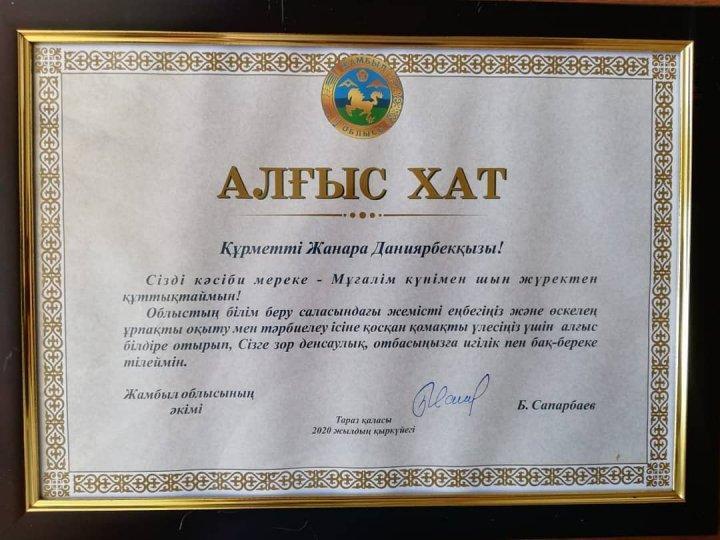 ЖАМБЫЛ
ОБЛЫСЫ
АЛҒЫС ХАТ
Құрметті Жанара Даниярбекқызы!
Сізді кәсіби мереке - Мұғалім күнімен шын жүректен
құттықтаймын!
Облыстың білім беру саласындағы жемісті еңбегіңіз және өскелең
ұрпақты оқыту мен тәрбиелеу ісіне қосқан қомақты үлесіңіз үшін алғыс
білдіре отырып, Сізге зор денсаулық, отбасыңызға игілік пен бақ-береке
тілеймін.
Жамбыл облысының
әкімі
Б. Сапарбаев
Тараз қаласы
2020 жылдың қыркүйегі